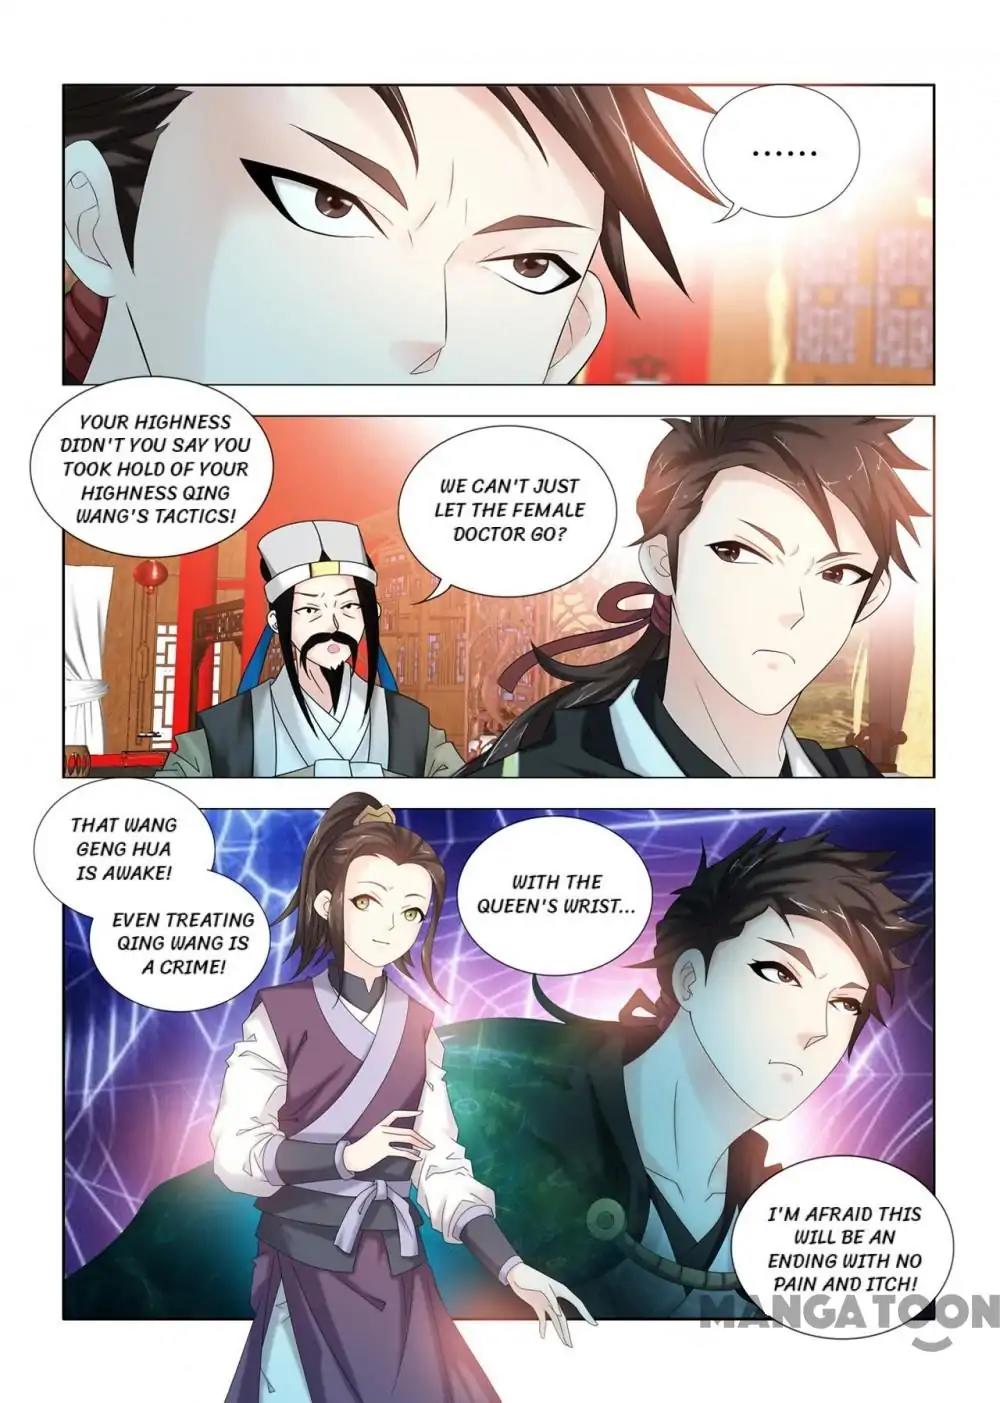 ......
YOUR HIGHNESS
DIDN'T YOU SAY YOU
TOOK HOLD OF YOUR
HIGHNESS QING
WANG'S TACTICS!
WE CAN'T JUST
LET THE FEMALE
DOCTOR GO?
THAT WANG
GENG HUA
IS AWAKE!
EVEN TREATING
QING WANG IS
A CRIME!
WITH THE
QUEEN'S WRIST...
I'M AFRAID THIS
WILL BE AN
ENDING WITH NO
PAIN AND ITCH!
MANGATOON